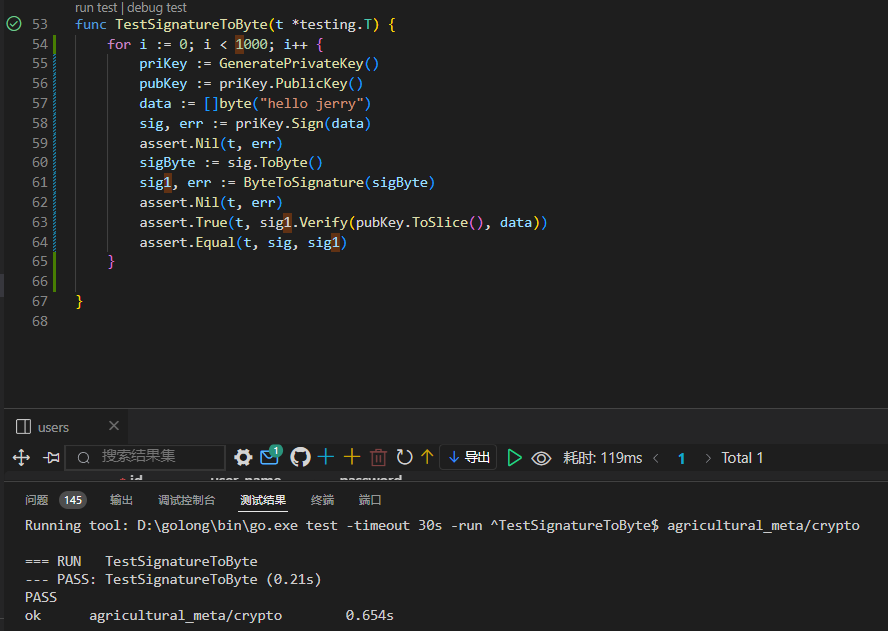 run test | debug test
53 func TestSignatureToByte(t *testing.T) {
54 for i := 0; i < 1000; i++ {
55 priKey := GeneratePrivateKey()
56 pubKey := priKey.PublicKey()
57 data := []byte("hello jerry")
58 sig, err := priKey.Sign(data)
59 assert.Nil(t, err)
60 sigByte := sig.ToByte()
61 sig1, err := ByteToSignature(sigByte)
62 assert.Nil(t, err)
63 assert.True(t, sig1.Verify(pubKey.ToSlice(), data))
64 assert.Equal(t, sig, sig1)
65 }
66
67 }
68
users
搜索结果集 1 导出 耗时: 119ms 1 Total 1
id user_name password
问题 145 输出 调试控制台 测试结果 终端 端口
Running tool: D:\golong\bin\go.exe test -timeout 30s -run ^TestSignatureToByte$ agricultural_meta/crypto
=== RUN TestSignatureToByte
--- PASS: TestSignatureToByte (0.21s)
PASS
ok agricultural_meta/crypto 0.654s